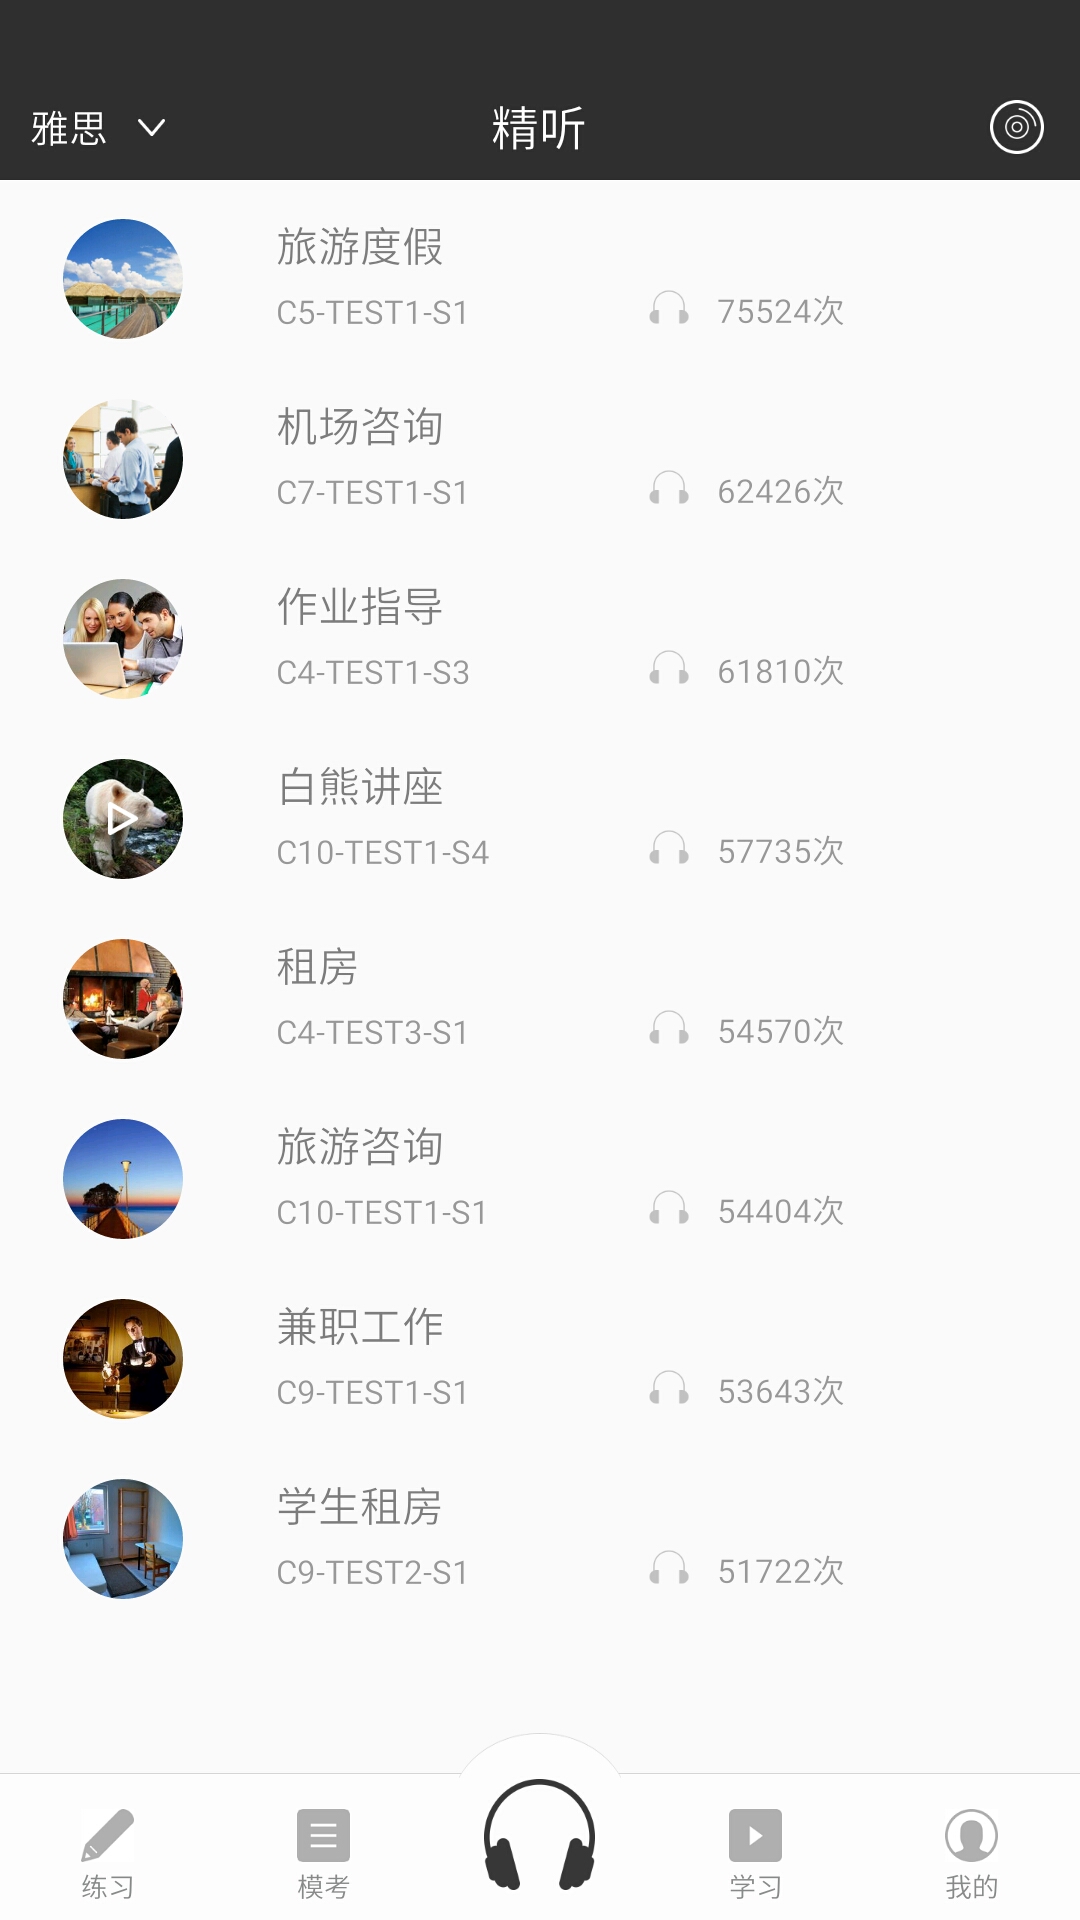 雅思 精听
旅游度假
C5-TEST1-S1 75524次
机场咨询
C7-TEST1-S1 62426次
作业指导
C4-TEST1-S3 61810次
白熊讲座
C10-TEST1-S4 57735次
租房
C4-TEST3-S1 54570次
旅游咨询
C10-TEST1-S1 54404次
兼职工作
C9-TEST1-S1 53643次
学生租房
C9-TEST2-S1 51722次
练习 模考 学习 我的